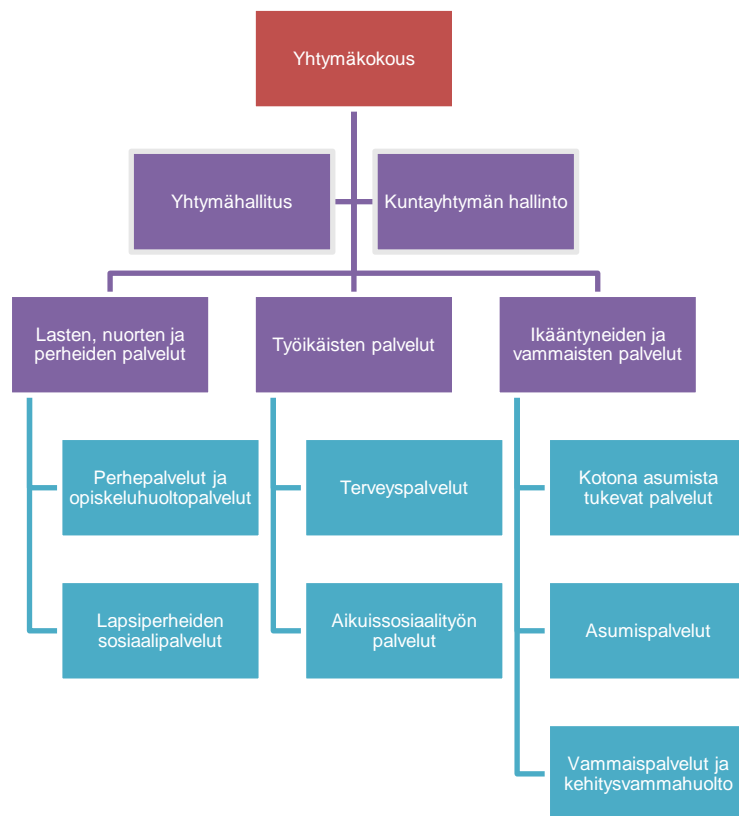 Yhtymäkokous
Yhtymähallitus
Kuntayhtymän hallinto
Lasten, nuorten ja
perheiden palvelut
Työikäisten palvelut
Ikääntyneiden ja
vammaisten palvelut
Perhepalvelut ja
opiskeluhuoltopalvelut
Terveyspalvelut
Kotona asumista
tukevat palvelut
Lapsiperheiden
sosiaalipalvelut
Aikuissosiaalityön
palvelut
Asumispalvelut
Vammaispalvelut ja
kehitysvammahuolto